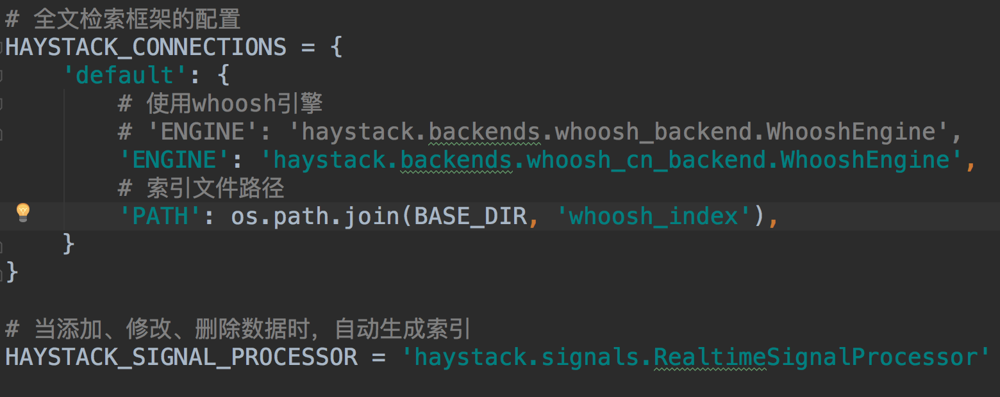 # 全文检索框架的配置
HAYSTACK_CONNECTIONS = {
    'default': {
        # 使用whoosh引擎
        # 'ENGINE': 'haystack.backends.whoosh_backend.WhooshEngine',
        'ENGINE': 'haystack.backends.whoosh_cn_backend.WhooshEngine',
        # 索引文件路径
        'PATH': os.path.join(BASE_DIR, 'whoosh_index'),
    }
}
# 当添加、修改、删除数据时，自动生成索引
HAYSTACK_SIGNAL_PROCESSOR = 'haystack.signals.RealtimeSignalProcessor'